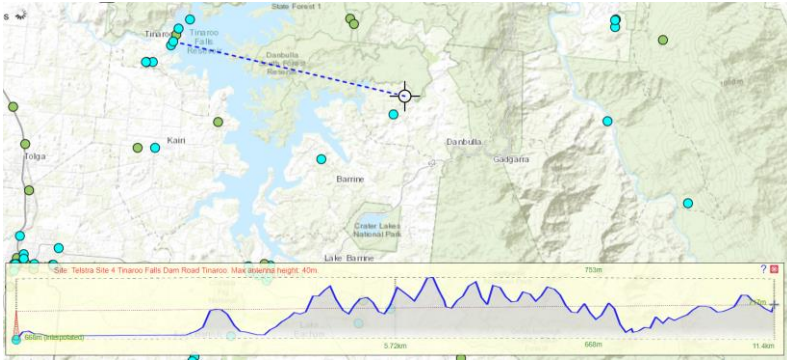 State Forest 1
Tinaroo
Falls
Danbulla
Kairi
Danbulla
Tolga
Gadgarra
Barrine
Crater Lakes
National Park
Lake Barrine
Site: Telstra Site 4 Tinaroo Falls Dam Road Tinaroo. Max antenna height: 40m.
753m
?
666m (interpolated)
5.72km
668m
11.4km